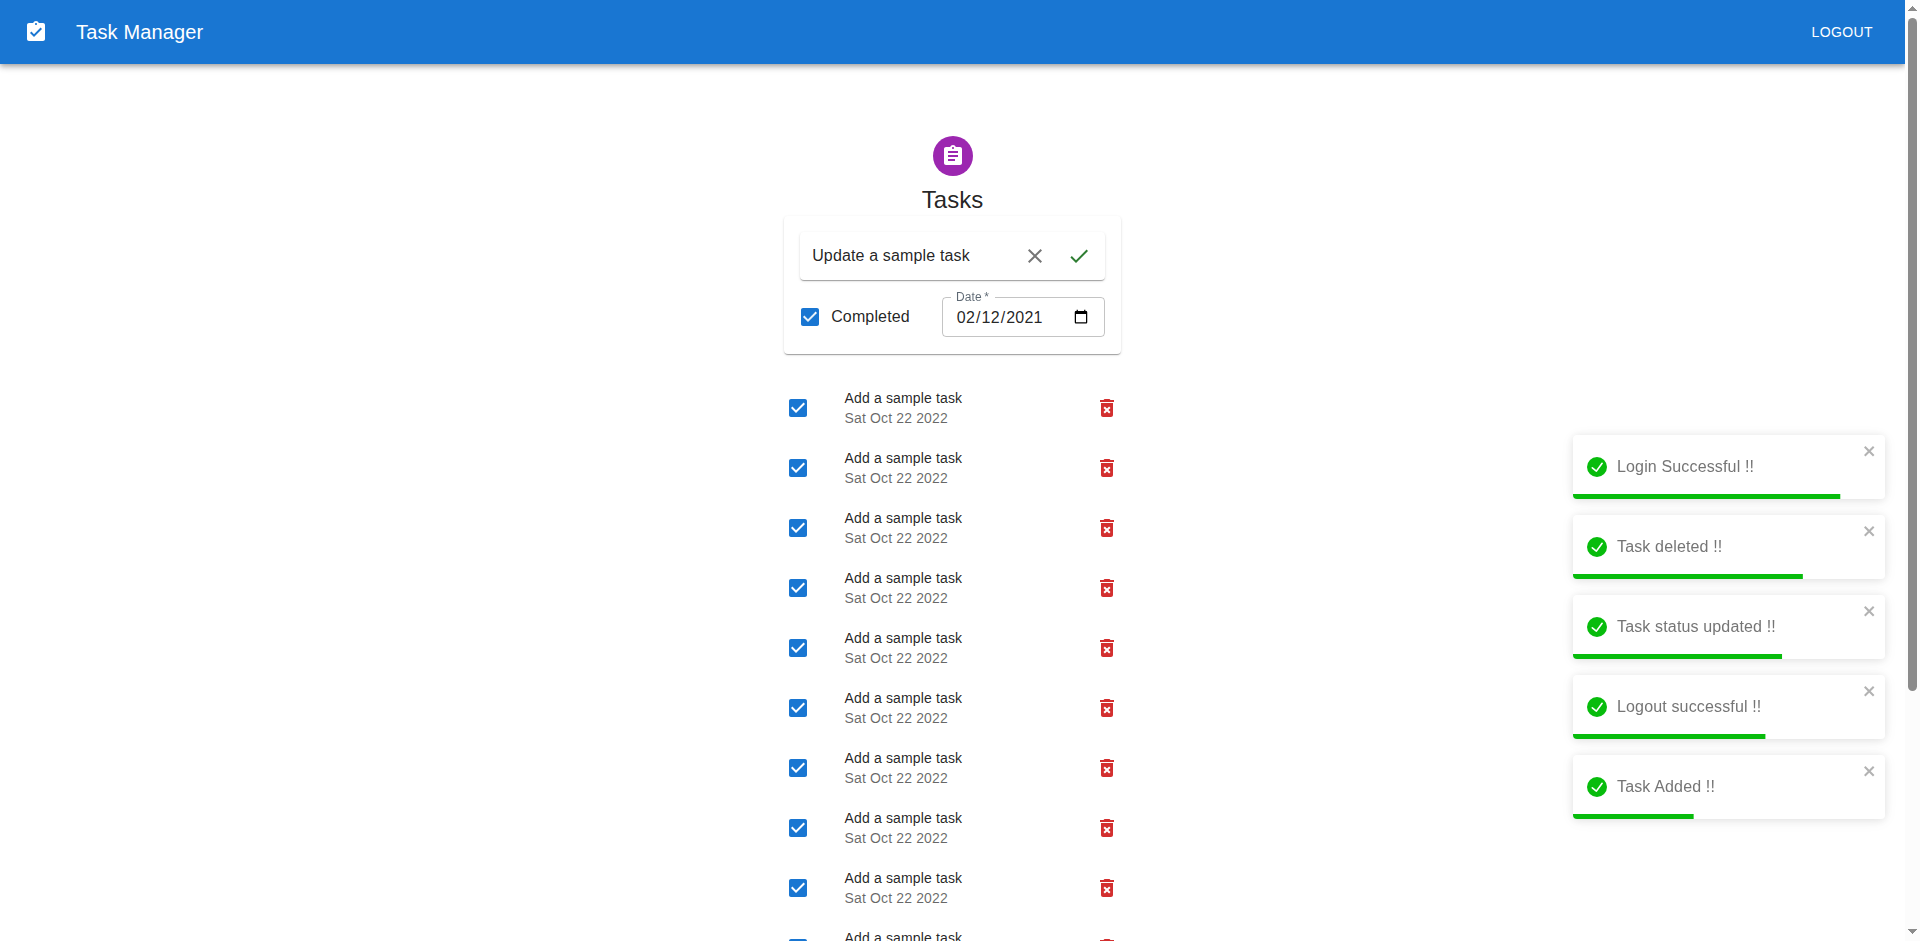 Task Manager
LOGOUT
Tasks
Update a sample task
Completed
Date *
02/12/2021
Add a sample task
Sat Oct 22 2022
Add a sample task
Sat Oct 22 2022
Add a sample task
Sat Oct 22 2022
Add a sample task
Sat Oct 22 2022
Add a sample task
Sat Oct 22 2022
Add a sample task
Sat Oct 22 2022
Add a sample task
Sat Oct 22 2022
Add a sample task
Sat Oct 22 2022
Add a sample task
Sat Oct 22 2022
Add a sample task
Login Successful !!
Task deleted !!
Task status updated !!
Logout successful !!
Task Added !!